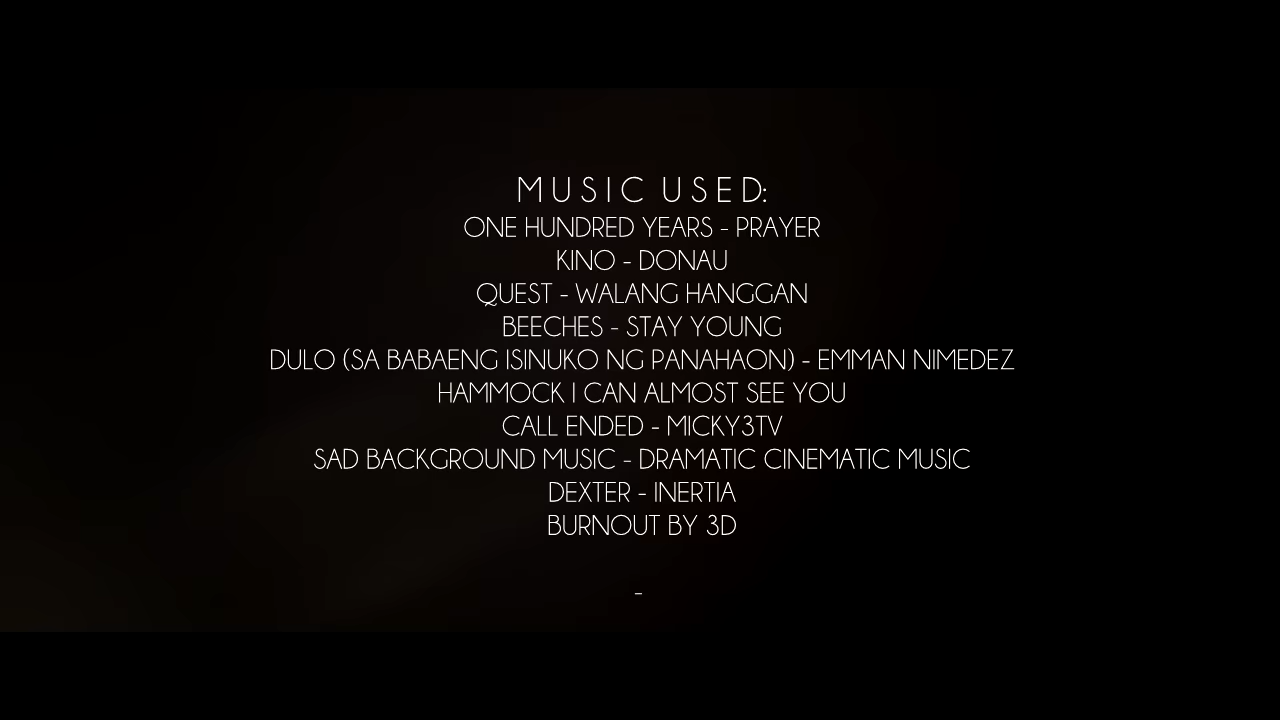 MUSIC USED:
ONE HUNDRED YEARS - PRAYER
KINO - DONAU
QUEST - WALANG HANGGAN
BEECHES - STAY YOUNG
DULO (SA BABAENG ISINUKO NG PANAHAON) - EMMAN NIMEDEZ
HAMMOCK I CAN ALMOST SEE YOU
CALL ENDED - MICKY3TV
SAD BACKGROUND MUSIC - DRAMATIC CINEMATIC MUSIC
DEXTER - INERTIA
BURNOUT BY 3D
-